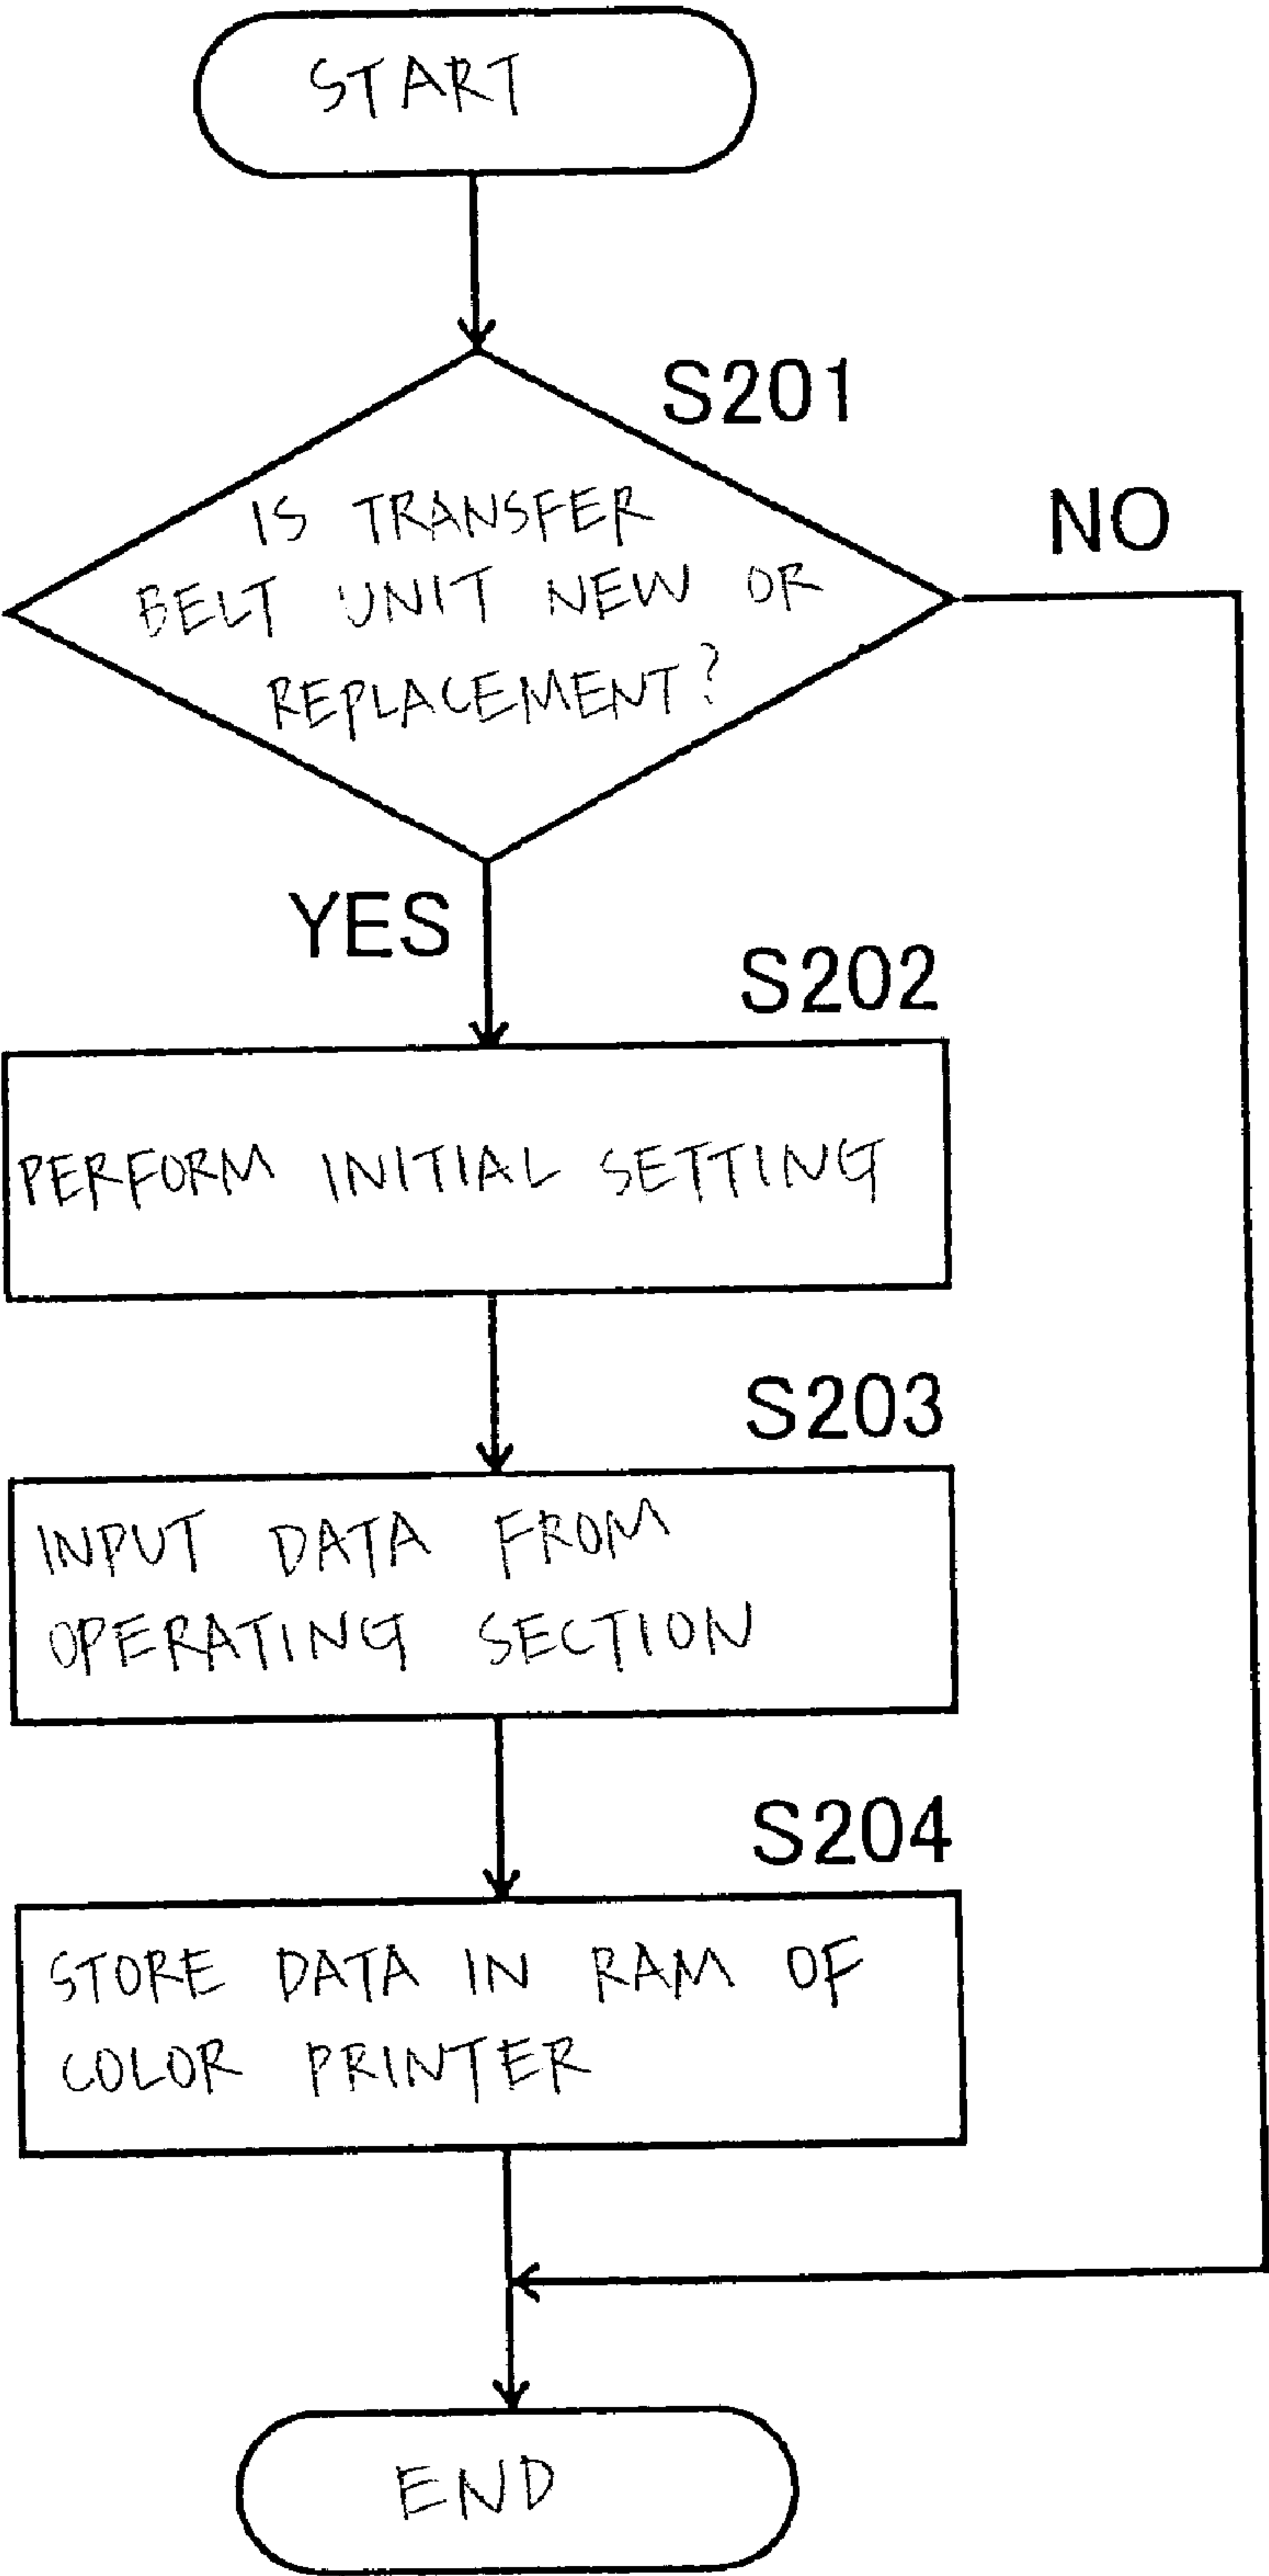 START
S201
IS TRANSFER
BELT UNIT NEW OR
REPLACEMENT?
NO
YES
S202
PERFORM INITIAL SETTING
S203
INPUT DATA FROM
OPERATING SECTION
S204
STORE DATA IN RAM OF
COLOR PRINTER
END